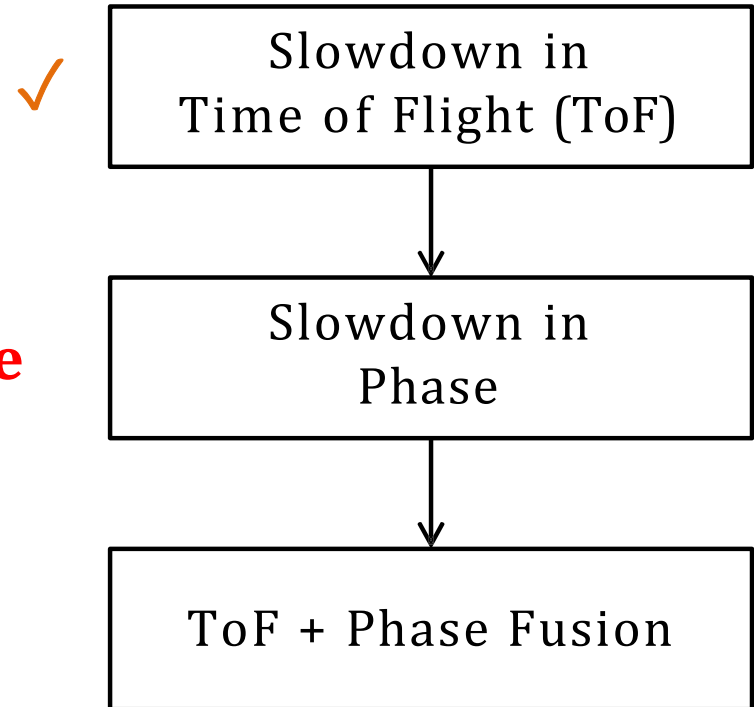 ✓
Slowdown in
Time of Flight (ToF)
Slowdown in
e
Phase
ToF + Phase Fusion